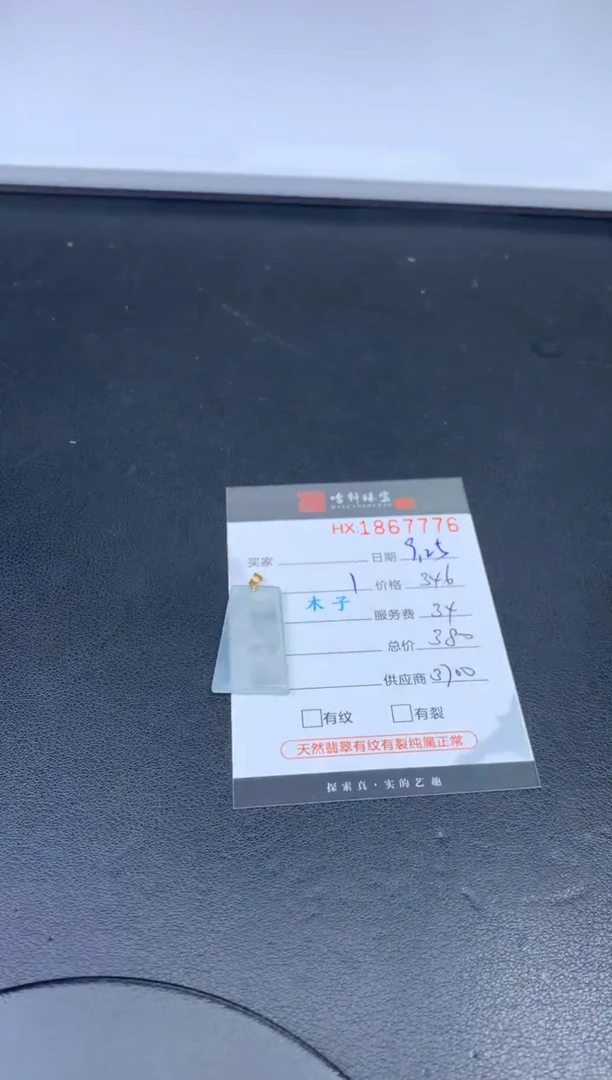 HX.1867776
买家 日期 9,25
1 价格 346
木子
服务费 34
总价 380
供应商 3700
有纹 有裂
天然翡翠有纹有裂纯属正常
探索真·实的艺趣